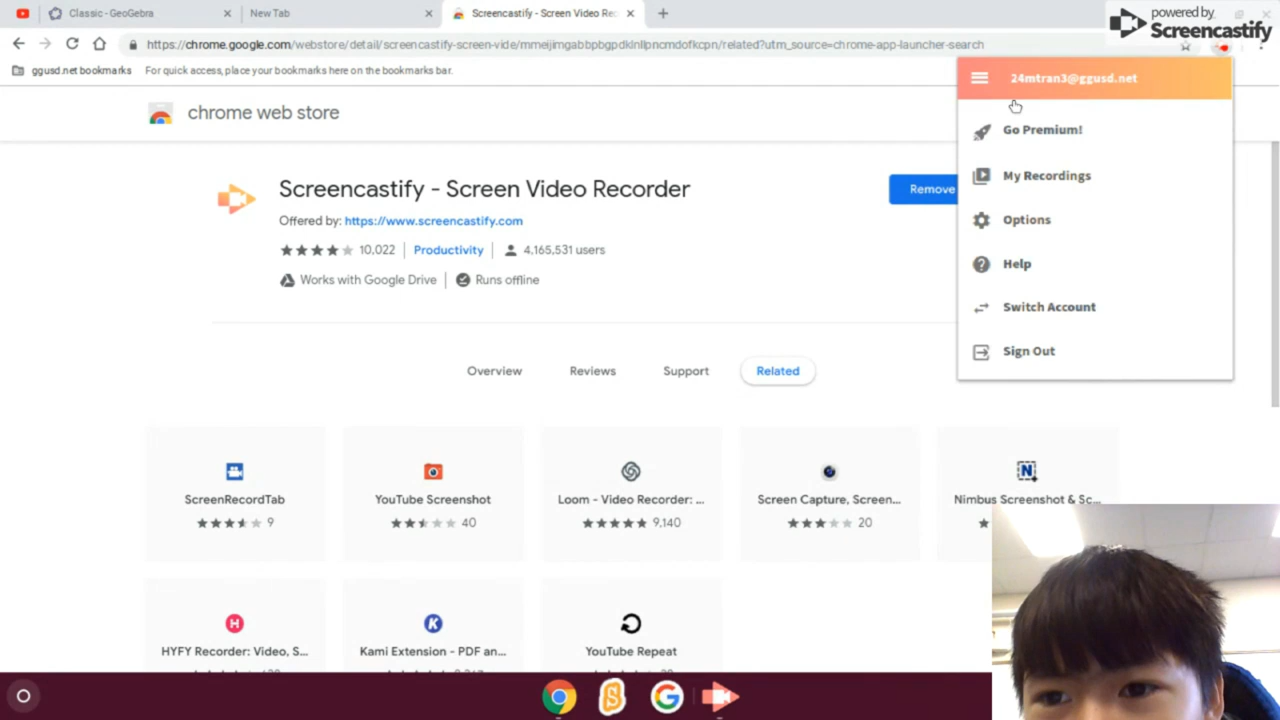 Classic - GeoGebra
New Tab
Screencastify - Screen Video Rec
powered by
Screencastify
https://chrome.google.com/webstore/detail/screencastify-screen-vide/mmeijimgabbpbgpdklnllpncmdofkcpn/related?utm_source=chrome-app-launcher-search
ggusd.net bookmarks
For quick access, place your bookmarks here on the bookmarks bar.
24mtran3@ggusd.net
chrome web store
Go Premium!
My Recordings
Options
Help
Switch Account
Sign Out
Screencastify - Screen Video Recorder
Remove
Offered by: https://www.screencastify.com
10,022
Productivity
4,165,531 users
Works with Google Drive
Runs offline
Overview
Reviews
Support
Related
ScreenRecordTab
9
YouTube Screenshot
40
Loom - Video Recorder: ...
9,140
Screen Capture, Screen...
20
N
Nimbus Screenshot & Sc...
H
HYFY Recorder: Video, S...
K
Kami Extension - PDF an...
YouTube Repeat